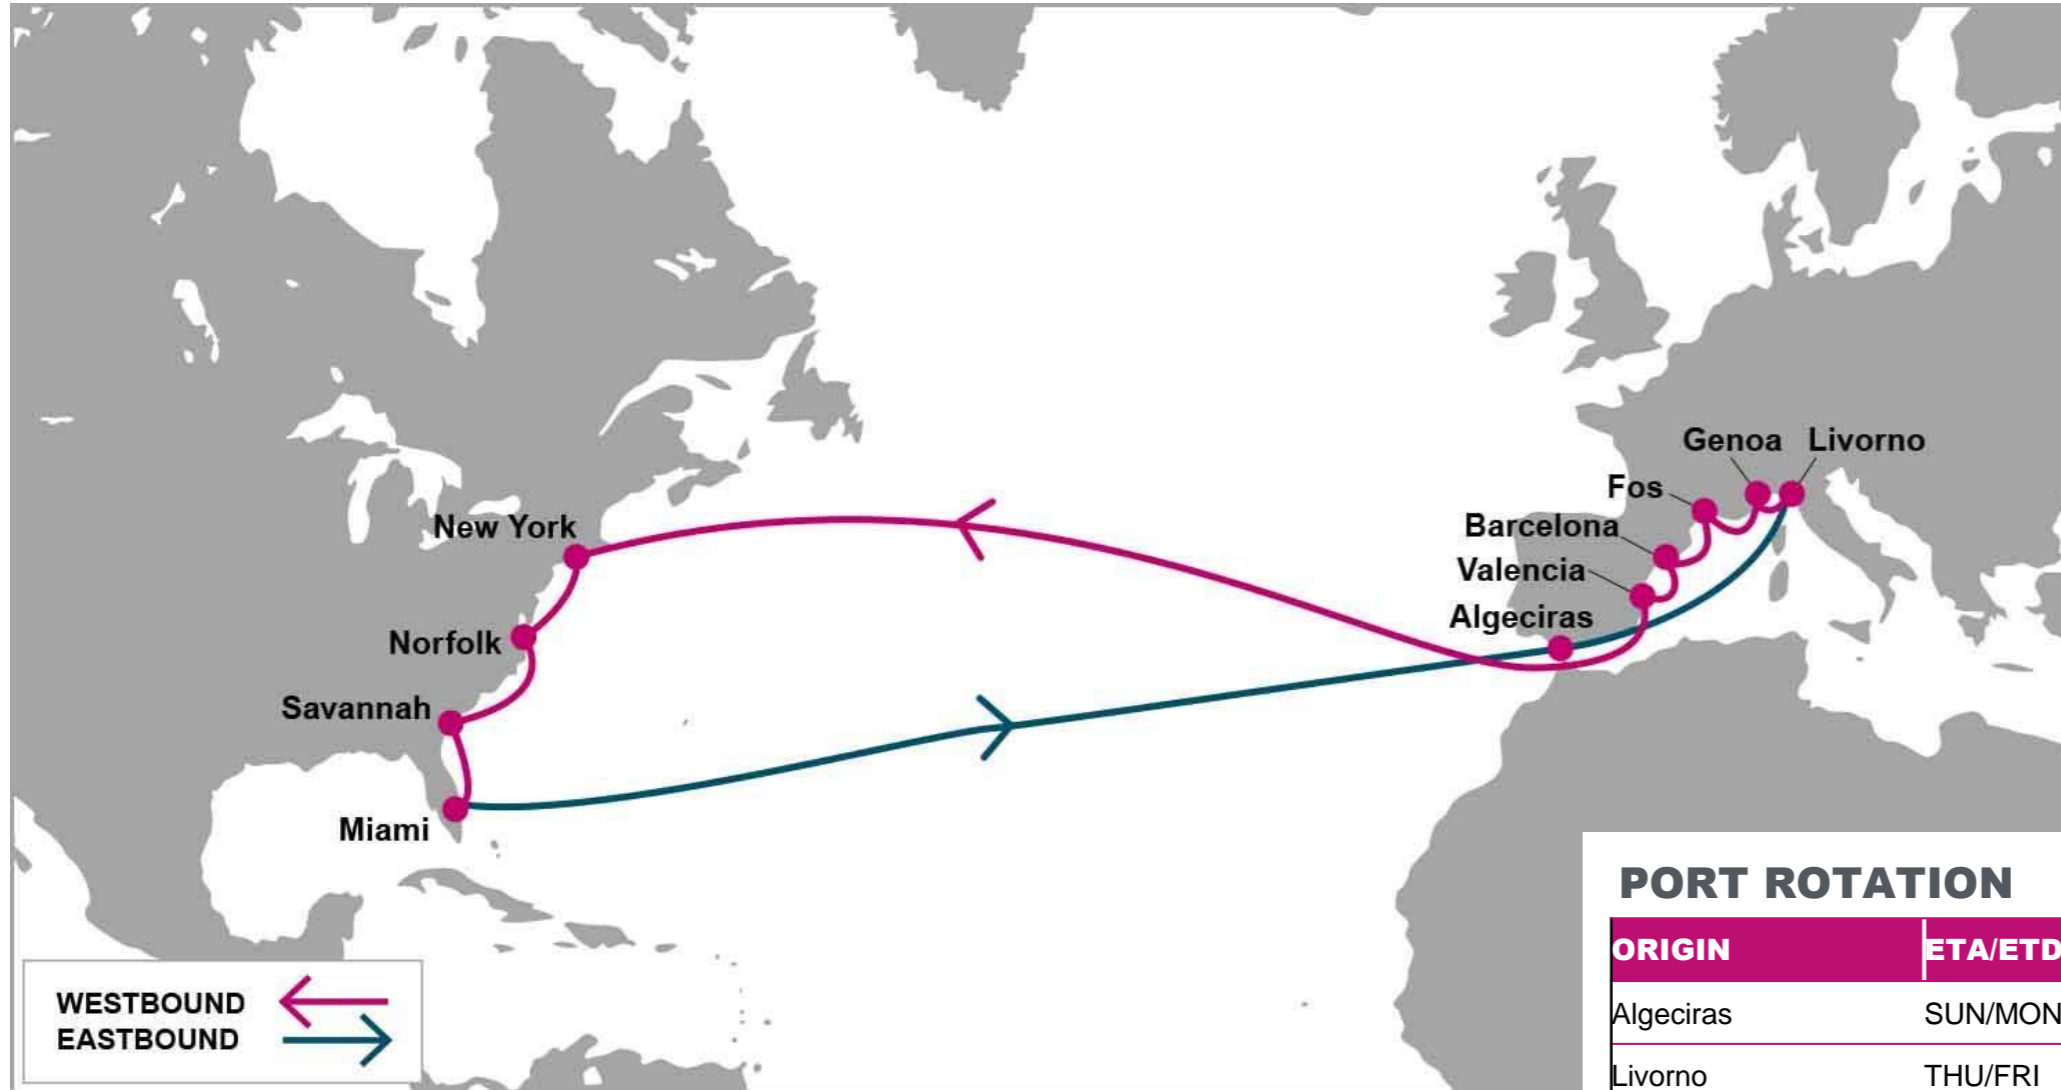 Genoa Livorno
Fos
New York
Barcelona
Valencia
Algeciras
Norfolk
Savannah
Miami
PORT ROTATION
ORIGIN ETA/ETD
Algeciras SUN/MON
Livorno THU/FRI
WESTBOUND
EASTBOUND